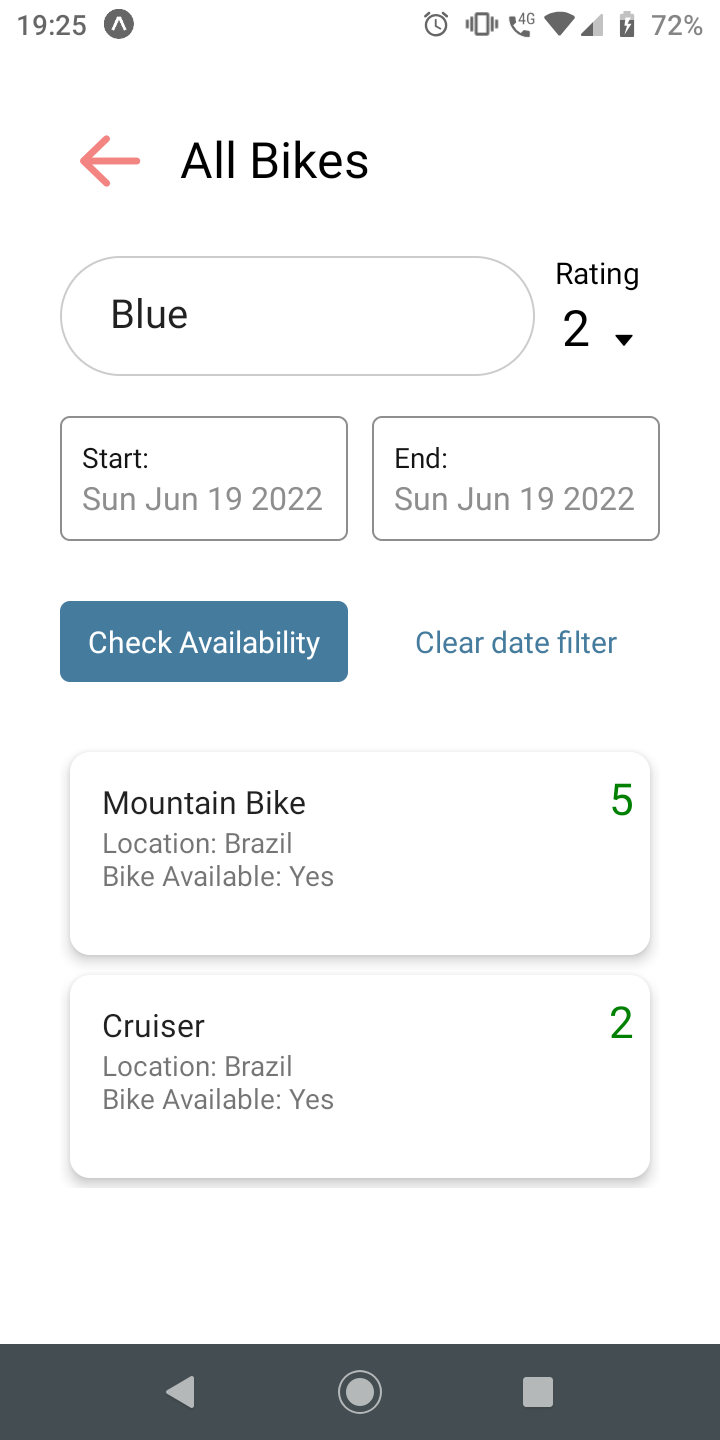 19:25 4G 72%
All Bikes
Blue
Rating
2
Start:
Sun Jun 19 2022
End:
Sun Jun 19 2022
Check Availability
Clear date filter
Mountain Bike
5
Location: Brazil
Bike Available: Yes
Cruiser
2
Location: Brazil
Bike Available: Yes